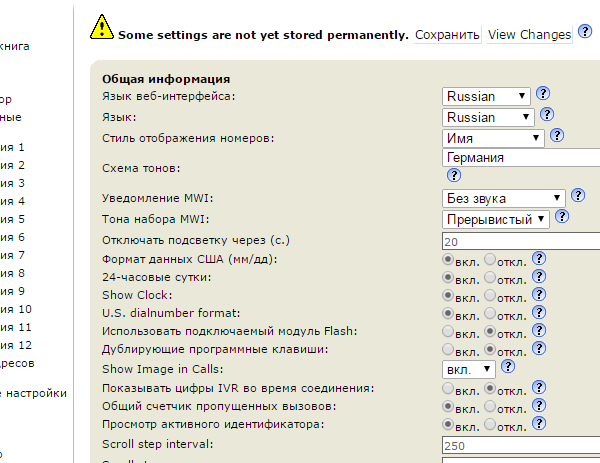 Some settings are not yet stored permanently. Сохранить View Changes ?
книга
Общая информация
Язык веб-интерфейса: Russian ?
ор
Язык: Russian ?
ные
Стиль отображения номеров: Имя ?
ия 1
Схема тонов: Германия
ия 2
?
ия 3
Уведомление MWI: Без звука ?
ия 4
Тона набора MWI: Прерывистый ?
ия 5
Отключать подсветку через (с.) 20
ия 6
Формат данных США (мм/дд): вкл. откл. ?
ия 7
24-часовые сутки: вкл. откл. ?
ия 8
Show Clock: вкл. откл. ?
ия 9
U.S. dialnumber format: вкл. откл. ?
ия 10
Использовать подключаемый модуль Flash: вкл. откл. ?
ия 11
Дублирующие программные клавиши: вкл. откл. ?
ия 12
Show Image in Calls: вкл. ?
дресов
Показывать цифры IVR во время соединения: вкл. откл. ?
е настройки
Общий счетчик пропущенных вызовов: вкл. откл. ?
Просмотр активного идентификатора: вкл. откл. ?
Scroll step interval: 250